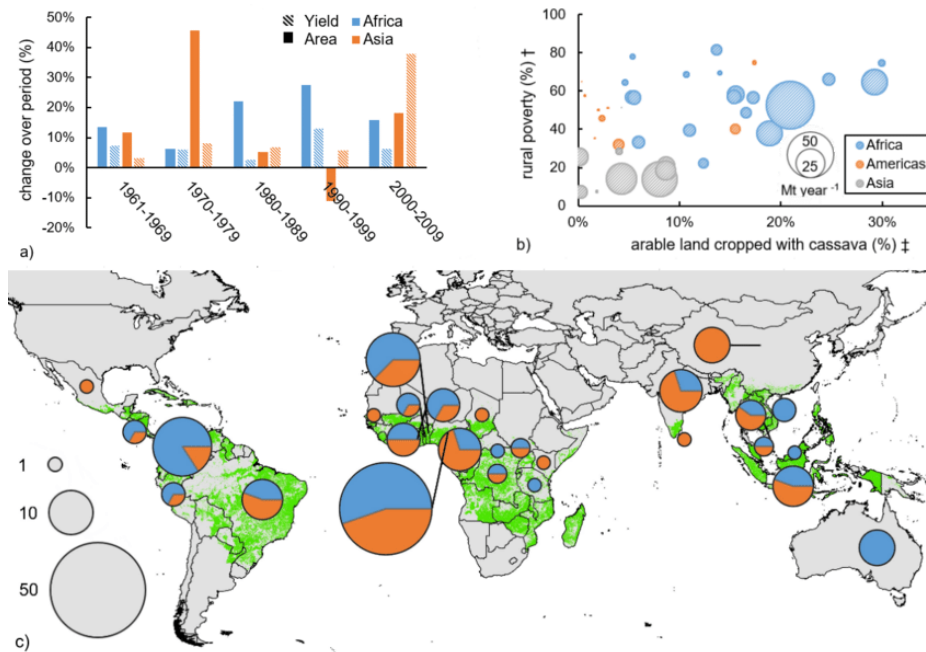 a)
change over period (%)
50%
40%
30%
20%
10%
0%
-10%
-20%
Yield
Area
Africa
Asia
1961-1969
1970-1979
1980-1989
1990-1999
2000-2009
b)
rural poverty (%) †
100
80
60
40
20
0
0%
10%
20%
30%
arable land cropped with cassava (%) ‡
50
25
Mt year -1
Africa
Americas
Asia
1
10
50
c)